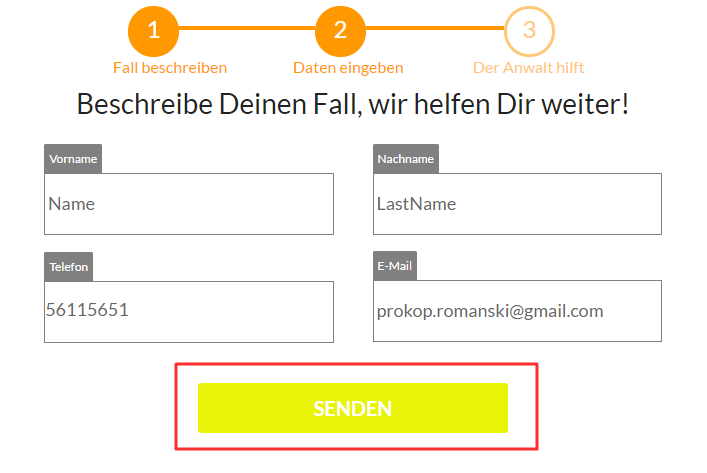 1 2 3
Fall beschreiben Daten eingeben Der Anwalt hilft
Beschreibe Deinen Fall, wir helfen Dir weiter!
Vorname Nachname
Name LastName
Telefon E-Mail
56115651 prokop.romanski@gmail.com
SENDEN